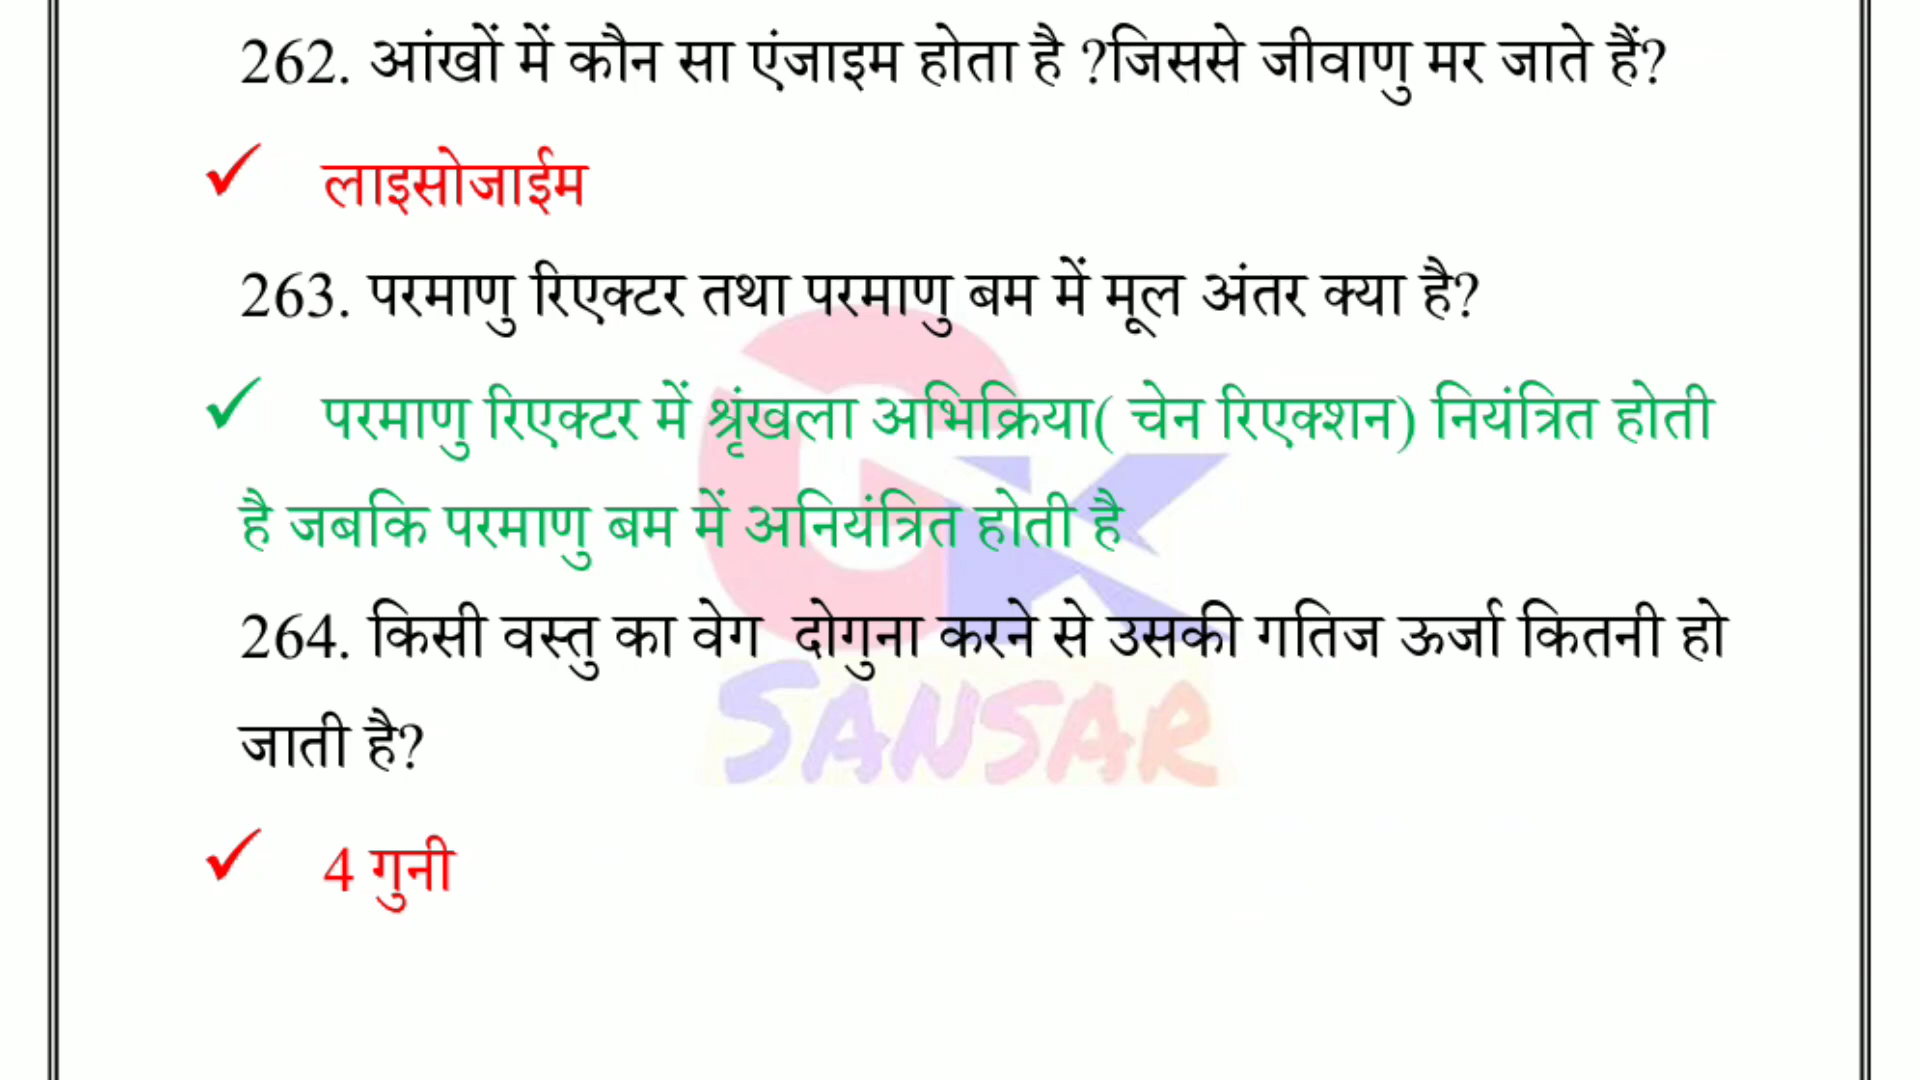 262. आंखों में कौन सा एंजाइम होता है ?जिससे जीवाणु मर जाते हैं?
✓ लाइसोजाईम
263. परमाणु रिएक्टर तथा परमाणु बम में मूल अंतर क्या है?
✓ परमाणु रिएक्टर में श्रृंखला अभिक्रिया( चेन रिएक्शन) नियंत्रित होती
है जबकि परमाणु बम में अनियंत्रित होती है
264. किसी वस्तु का वेग दोगुना करने से उसकी गतिज ऊर्जा कितनी हो
जाती है?
✓ 4 गुनी
GK
SANSAR